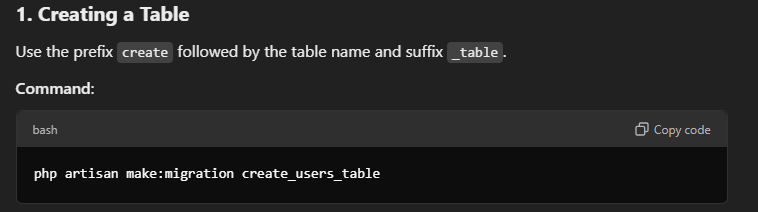 1. Creating a Table
Use the prefix create followed by the table name and suffix _table.
Command:
bash
Copy code
php artisan make:migration create_users_table